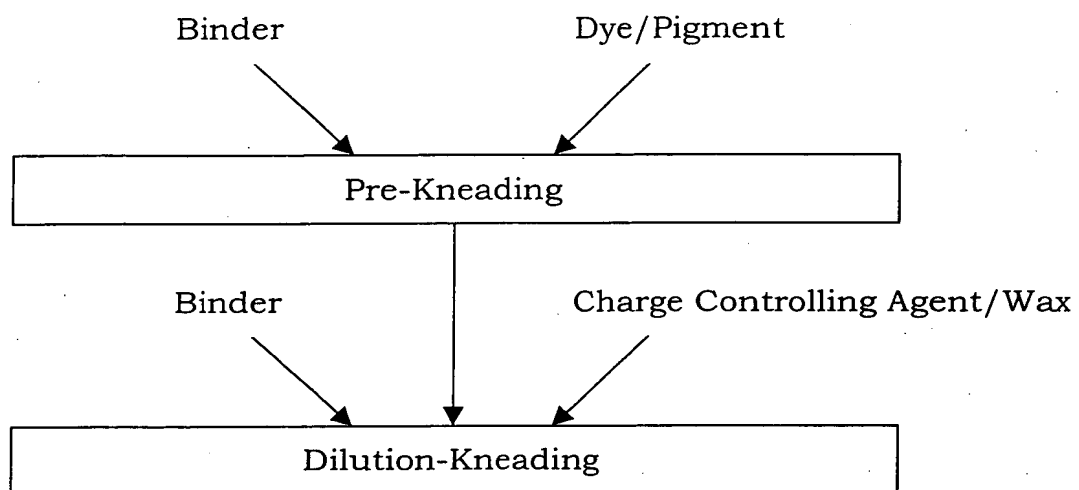 Binder
Dye/Pigment
Pre-Kneading
Binder
Charge Controlling Agent/Wax
Dilution-Kneading